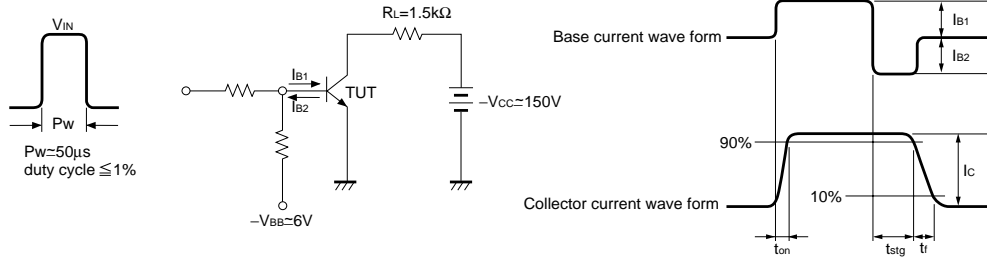 VIN
Pw
Pw≃50µs
duty cycle ≦1%
RL=1.5kΩ
IB1
TUT
IB2
–VCC≃150V
–VBB≃6V
Base current wave form
IB1
IB2
90%
IC
10%
Collector current wave form
ton
tstg
tf